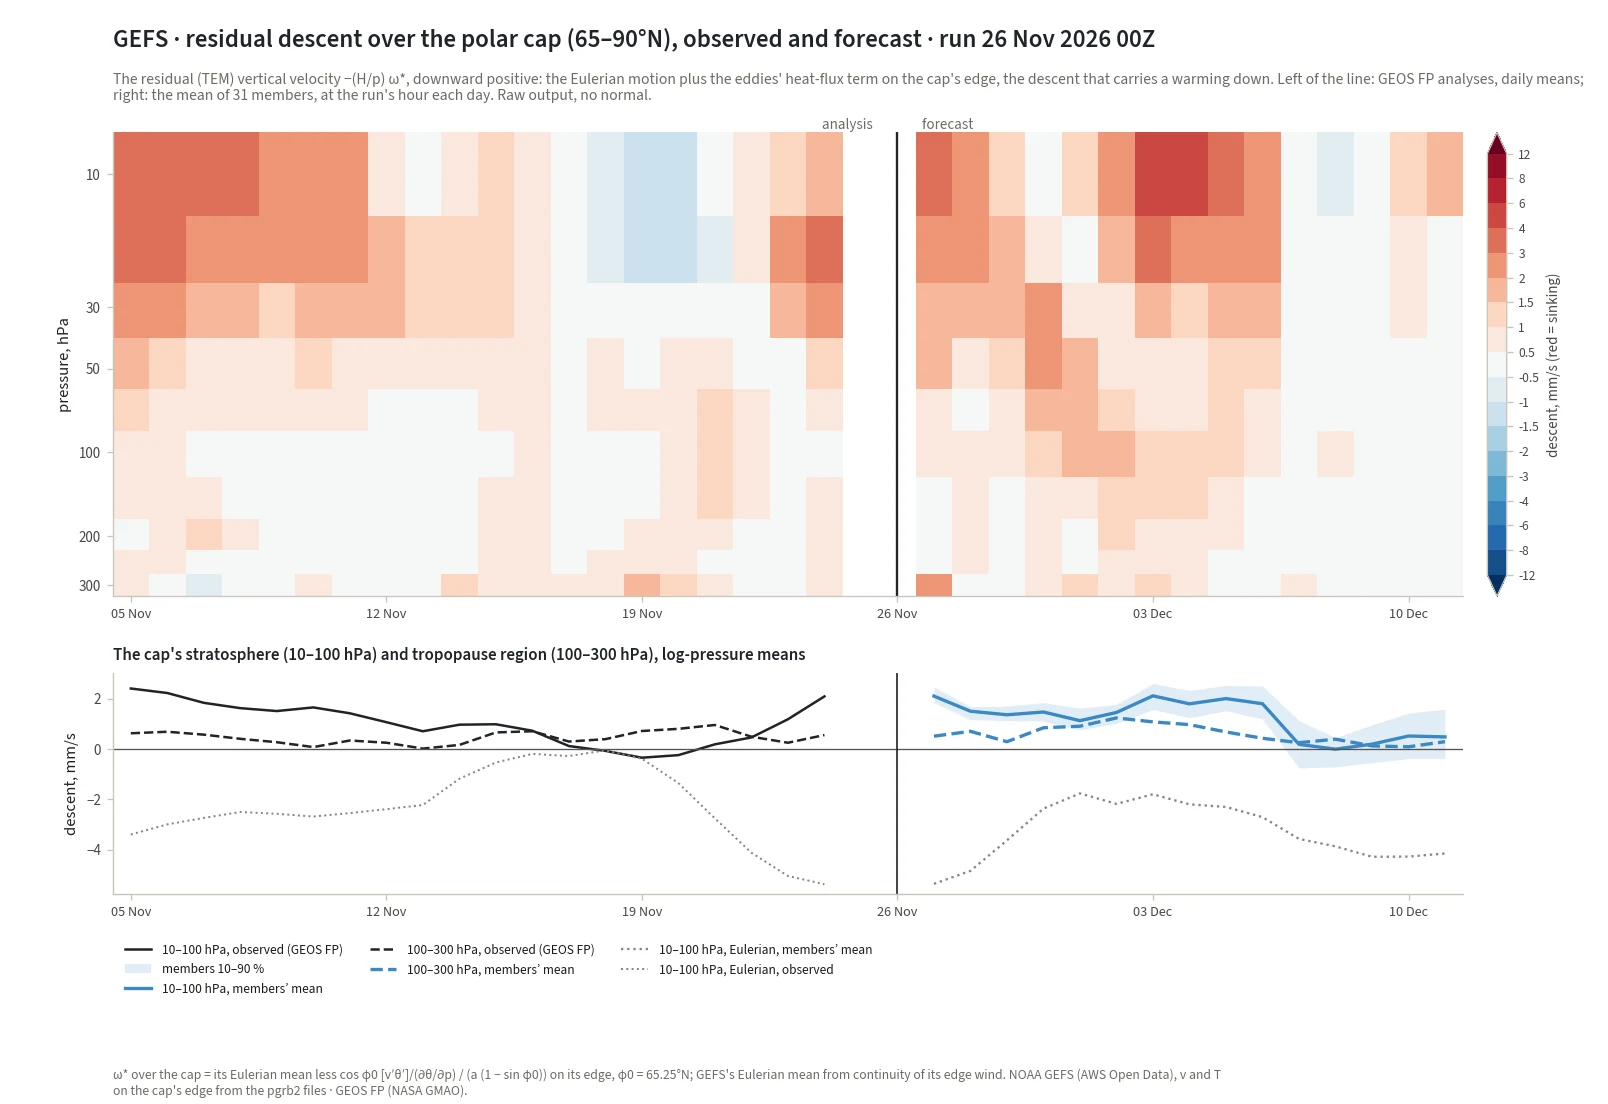 GEFS · residual descent over the polar cap (65–90°N), observed and forecast · run 26 Nov 2026 00Z
The residual (TEM) vertical velocity −(H/p) ω*, downward positive: the Eulerian motion plus the eddies' heat-flux term on the cap's edge, the descent that carries a warming down. Left of the line: GEOS FP analyses, daily means;
right: the mean of 31 members, at the run's hour each day. Raw output, no normal.
analysis
forecast
pressure, hPa
10
30
50
100
200
300
05 Nov
12 Nov
19 Nov
26 Nov
03 Dec
10 Dec
12
8
6
4
3
2
1.5
1
0.5
-0.5
-1
-1.5
-2
-3
-4
-6
-8
-12
descent, mm/s (red = sinking)
The cap's stratosphere (10–100 hPa) and tropopause region (100–300 hPa), log-pressure means
descent, mm/s
2
0
−2
−4
05 Nov
12 Nov
19 Nov
26 Nov
03 Dec
10 Dec
10–100 hPa, observed (GEOS FP)
members 10–90 %
10–100 hPa, members’ mean
100–300 hPa, observed (GEOS FP)
100–300 hPa, members’ mean
10–100 hPa, Eulerian, members’ mean
10–100 hPa, Eulerian, observed
ω* over the cap = its Eulerian mean less cos ϕ0 [v′θ′]/(∂θ/∂p) / (a (1 − sin ϕ0)) on its edge, ϕ0 = 65.25°N; GEFS's Eulerian mean from continuity of its edge wind. NOAA GEFS (AWS Open Data), v and T
on the cap's edge from the pgrb2 files · GEOS FP (NASA GMAO).